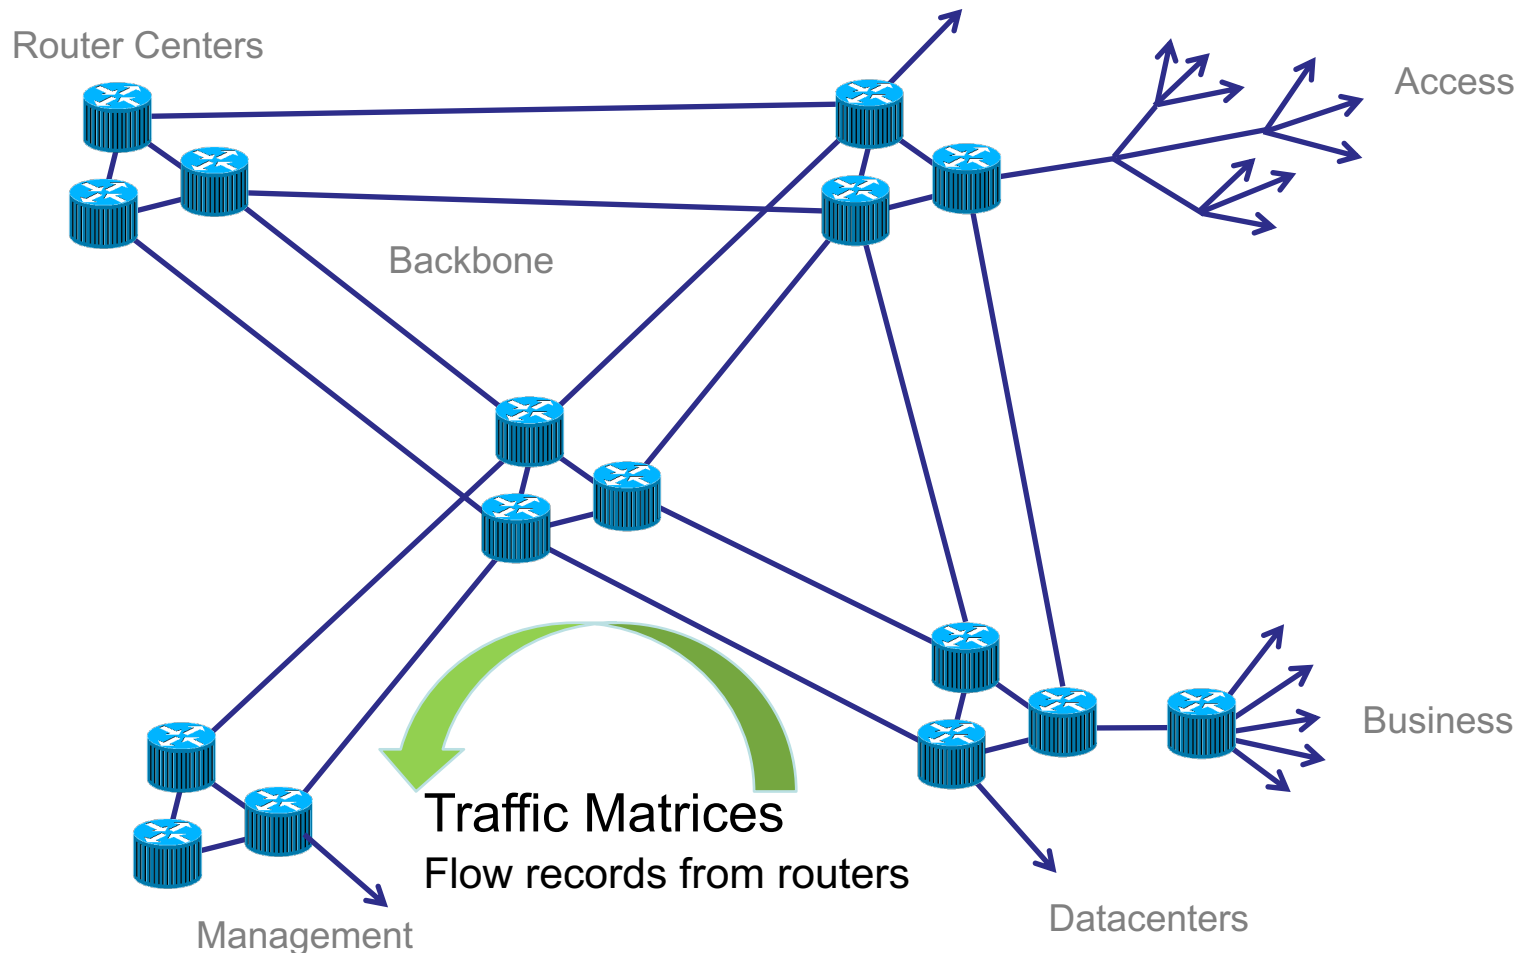 Router Centers
Access
Backbone
Business
Traffic Matrices
Flow records from routers
Datacenters
Management